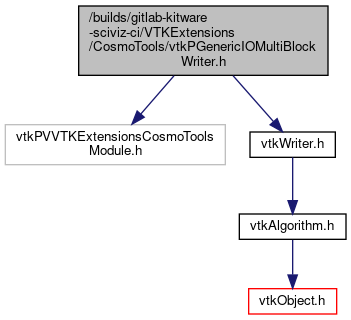 /builds/gitlab-kitware
-sciviz-ci/VTKExtensions
/CosmoTools/vtkPGenericIOMultiBlock
Writer.h
vtkPVVTKExtensionsCosmoTools
Module.h
vtkWriter.h
vtkAlgorithm.h
vtkObject.h